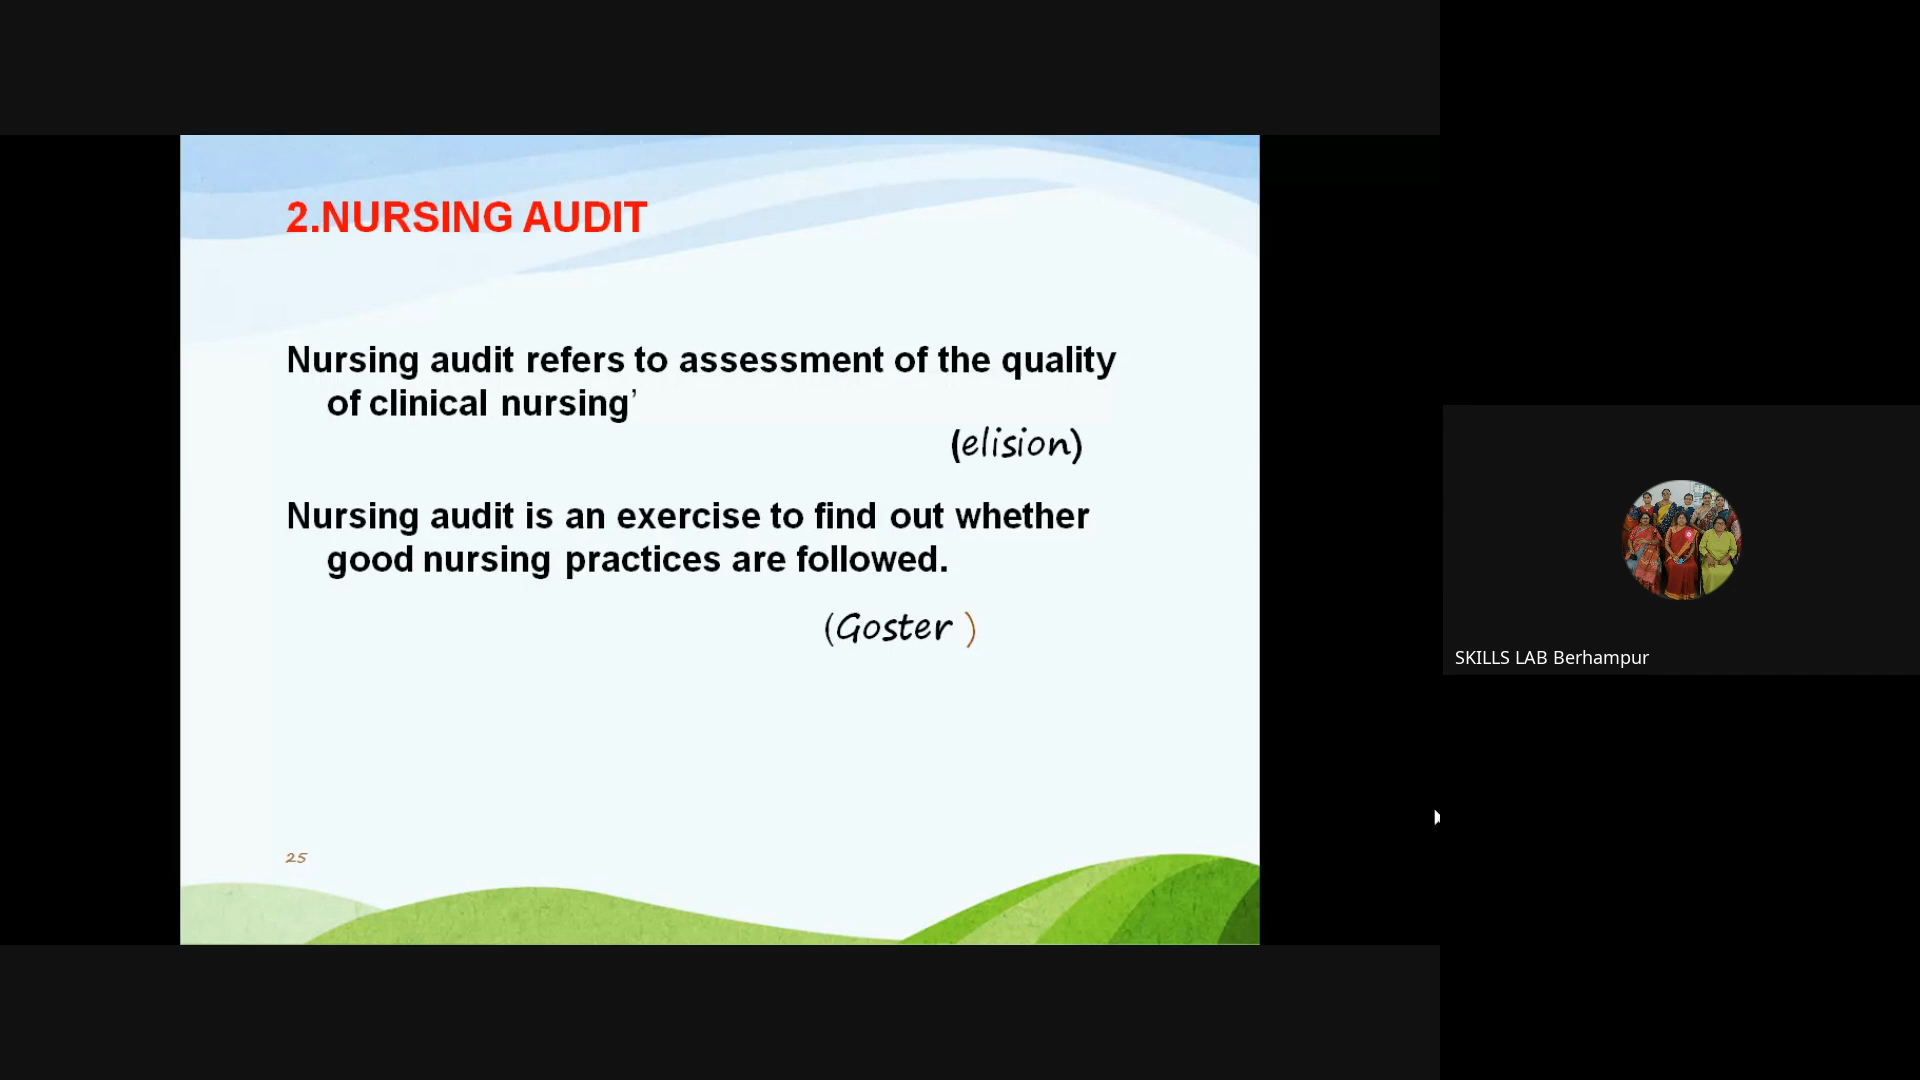 2.NURSING AUDIT
Nursing audit refers to assessment of the quality
of clinical nursing’
(elision)
Nursing audit is an exercise to find out whether
good nursing practices are followed.
(Goster )
25
SKILLS LAB Berhampur